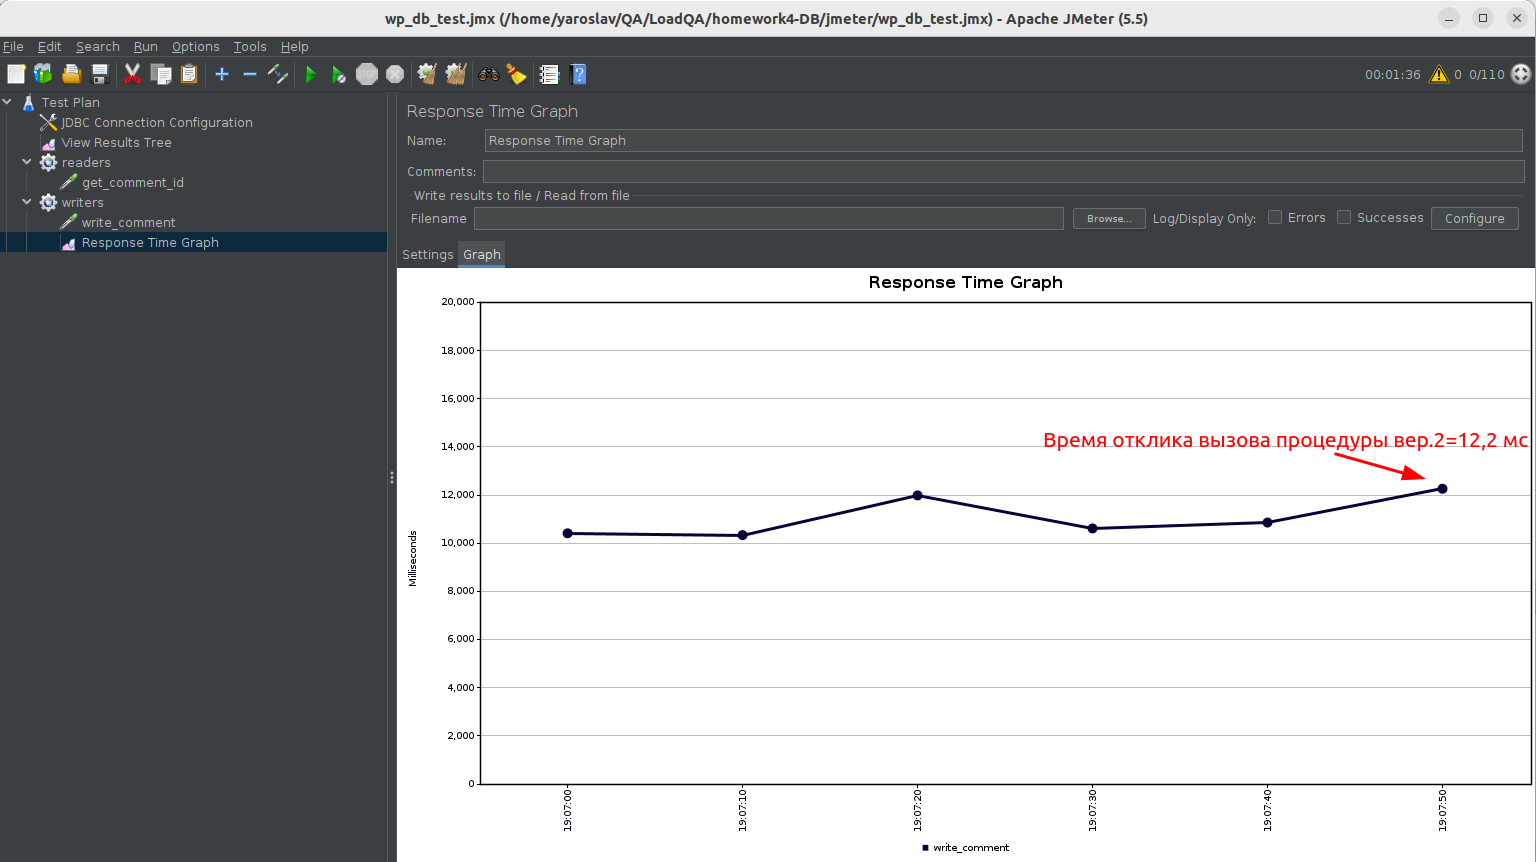 wp_db_test.jmx (/home/yaroslav/QA/LoadQA/homework4-DB/jmeter/wp_db_test.jmx) - Apache JMeter (5.5)
File Edit Search Run Options Tools Help
STOP
00:01:36 0 0/110
Test Plan
JDBC Connection Configuration
View Results Tree
readers
get_comment_id
writers
write_comment
Response Time Graph
Response Time Graph
Name: Response Time Graph
Comments:
Write results to file / Read from file
Filename Browse... Log/Display Only: Errors Successes Configure
Settings Graph
Response Time Graph
20,000
18,000
16,000
14,000
12,000
10,000
8,000
6,000
4,000
2,000
0
Milliseconds
Время отклика вызова процедуры вер.2=12,2 мс
19:07:00
19:07:10
19:07:20
19:07:30
19:07:40
19:07:50
write_comment